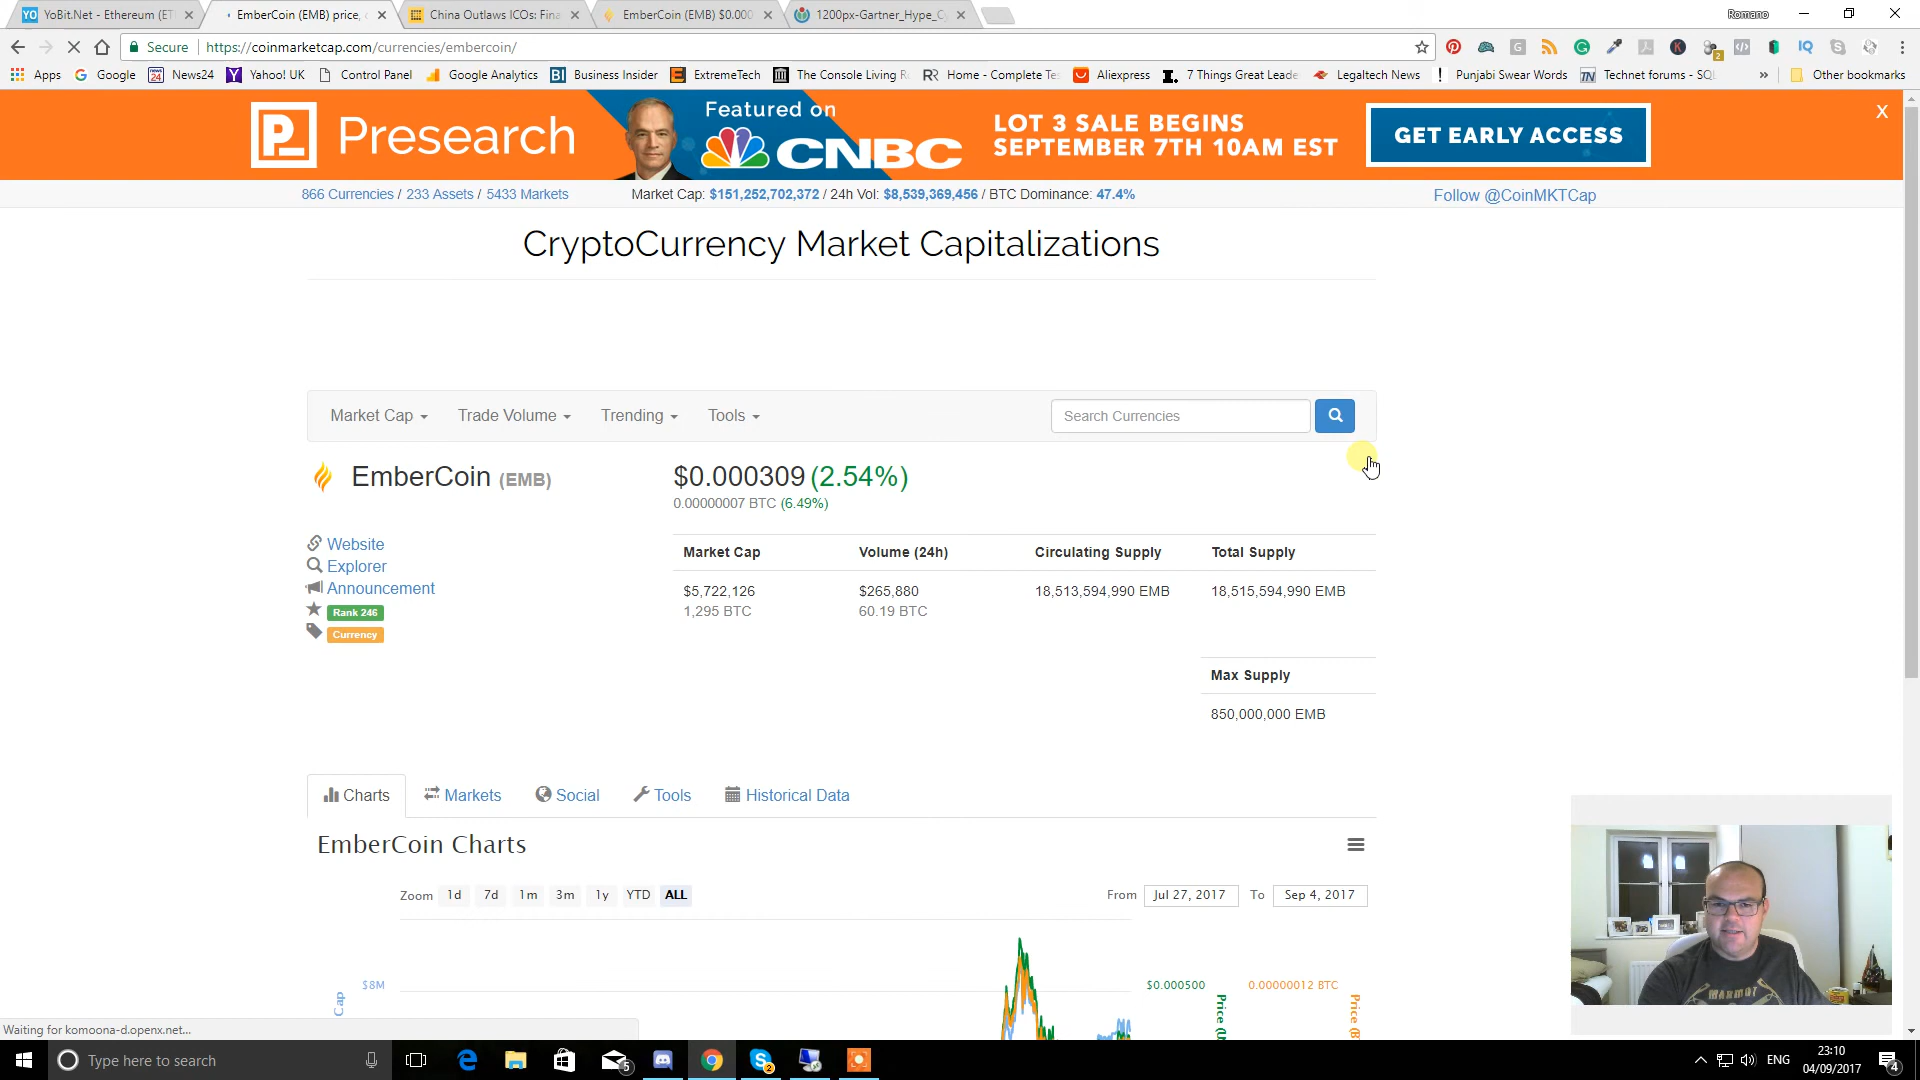 YoBit.Net - Ethereum (ET
EmberCoin (EMB) price,
China Outlaws ICOs: Fina
EmberCoin (EMB) $0.000
1200px-Gartner_Hype_C
Romano
Secure
https://coinmarketcap.com/currencies/embercoin/
Apps
Google
News24
Yahoo! UK
Control Panel
Google Analytics
Business Insider
ExtremeTech
The Console Living R
Home - Complete Te
Aliexpress
7 Things Great Leade
Legaltech News
Punjabi Swear Words
Technet forums - SQ
» Other bookmarks
Presearch
Featured on
CNBC
LOT 3 SALE BEGINS
SEPTEMBER 7TH 10AM EST
GET EARLY ACCESS
X
866 Currencies / 233 Assets / 5433 Markets
Market Cap: $151,252,702,372 / 24h Vol: $8,539,369,456 / BTC Dominance: 47.4%
Follow @CoinMKTCap
CryptoCurrency Market Capitalizations
Market Cap
Trade Volume
Trending
Tools
Search Currencies
EmberCoin (EMB)
$0.000309 (2.54%)
0.00000007 BTC (6.49%)
Website
Explorer
Announcement
Rank 246
Currency
Market Cap
Volume (24h)
Circulating Supply
Total Supply
$5,722,126
$265,880
18,513,594,990 EMB
18,515,594,990 EMB
1,295 BTC
60.19 BTC
Max Supply
850,000,000 EMB
Charts
Markets
Social
Tools
Historical Data
EmberCoin Charts
Zoom 1d 7d 1m 3m 1y YTD ALL
From Jul 27, 2017 To Sep 4, 2017
$8M
Cap
$0.000500
0.00000012 BTC
Price (U
Price (B
Waiting for komoona-d.openx.net...
Type here to search
ENG
23:10
04/09/2017